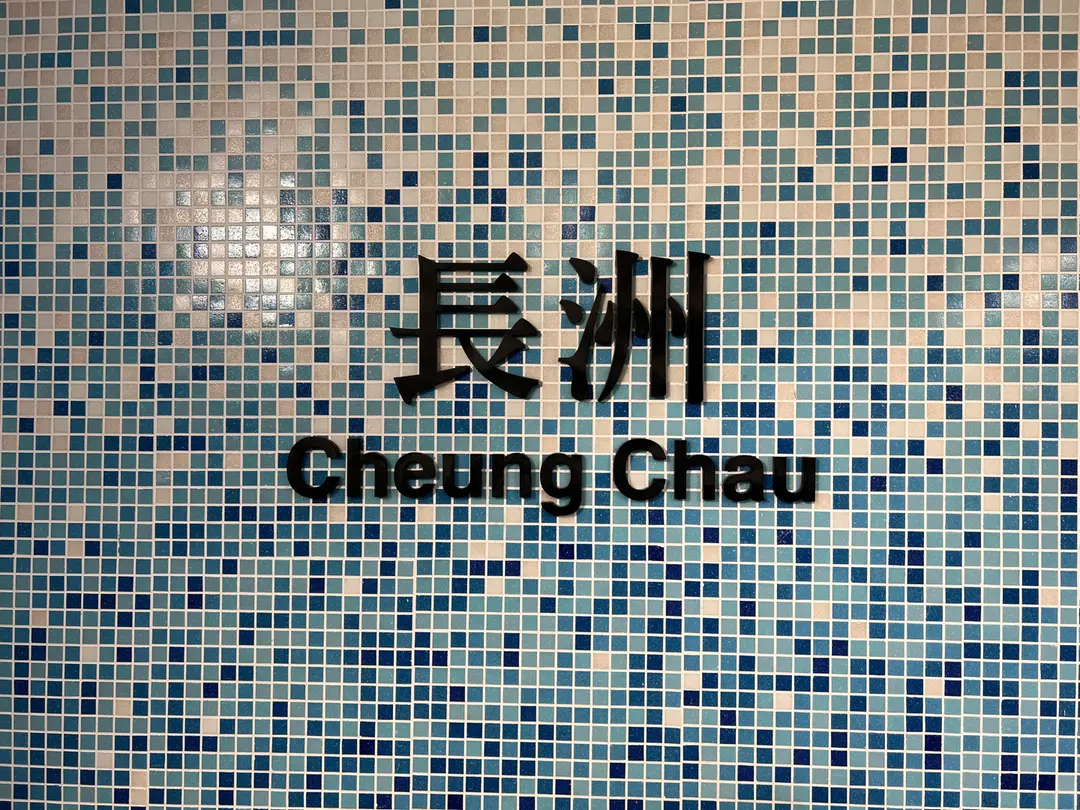 長洲
Cheung Chau